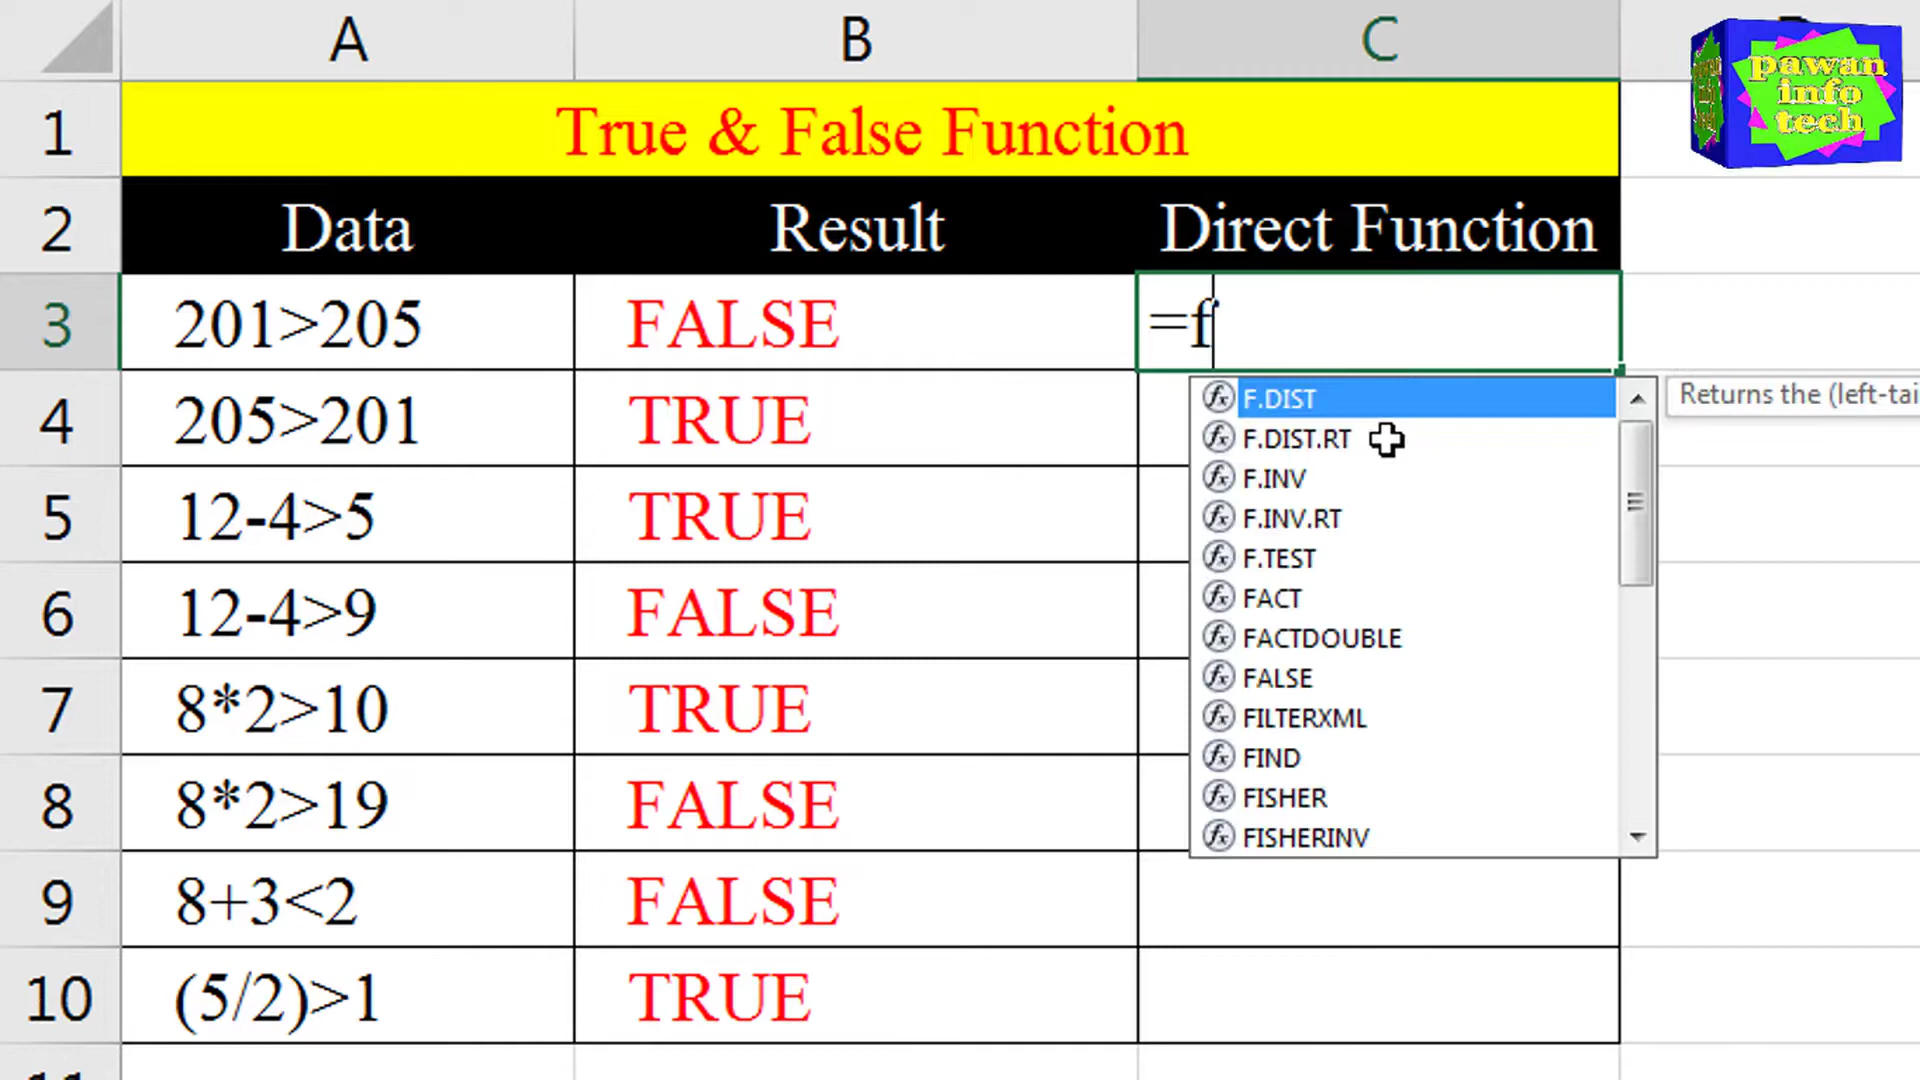 A B C
pawan
info
tech
1 True & False Function
2 Data Result Direct Function
3 201>205 FALSE =f
4 205>201 TRUE
5 12-4>5 TRUE
6 12-4>9 FALSE
7 8*2>10 TRUE
8 8*2>19 FALSE
9 8+3<2 FALSE
10 (5/2)>1 TRUE
F.DIST
F.DIST.RT
F.INV
F.INV.RT
F.TEST
FACT
FACTDOUBLE
FALSE
FILTERXML
FIND
FISHER
FISHERINV
Returns the (left-tai